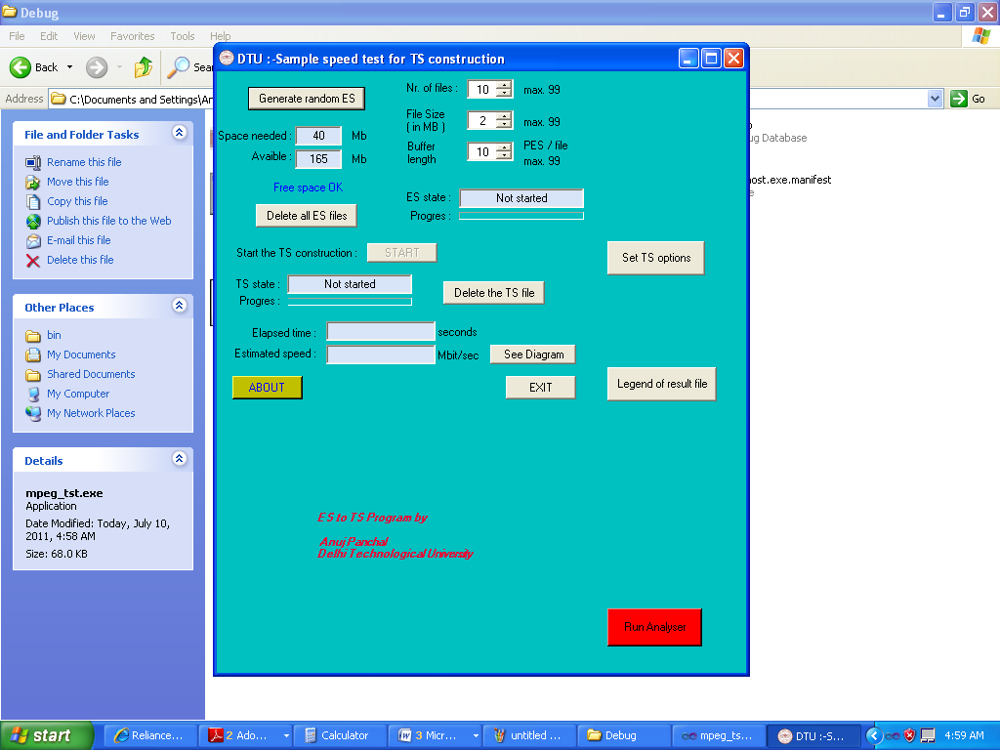 Debug
File Edit View Favorites Tools Help
Back
Address C:\Documents and Settings\ Go
File and Folder Tasks
Rename this file
Move this file
Copy this file
Publish this file to the Web
E-mail this file
Delete this file
Other Places
bin
My Documents
Shared Documents
My Computer
My Network Places
Details
mpeg_tst.exe
Application
Date Modified: Today, July 10,
2011, 4:58 AM
Size: 68.0 KB
DTU :-Sample speed test for TS construction
Generate random ES
Nr. of files : 10 max. 99
Space needed : 40 Mb
File Size
( in MB ) 2 max. 99
Avaible : 165 Mb
Buffer
length 10 PES / file
max. 99
Free space OK
Delete all ES files
ES state : Not started
Progres :
Start the TS construction : START
Set TS options
TS state : Not started
Progres :
Delete the TS file
Elapsed time : seconds
Estimated speed : Mbit/sec See Diagram
ABOUT EXIT Legend of result file
ES to TS Program by
Anuj Panchal
Delhi Technological University
Run Analyser
ug Database
ost.exe.manifest
start Reliance... 2 Ado... Calculator 3 Micr... untitled ... Debug mpeg_ts... DTU :-S... 4:59 AM